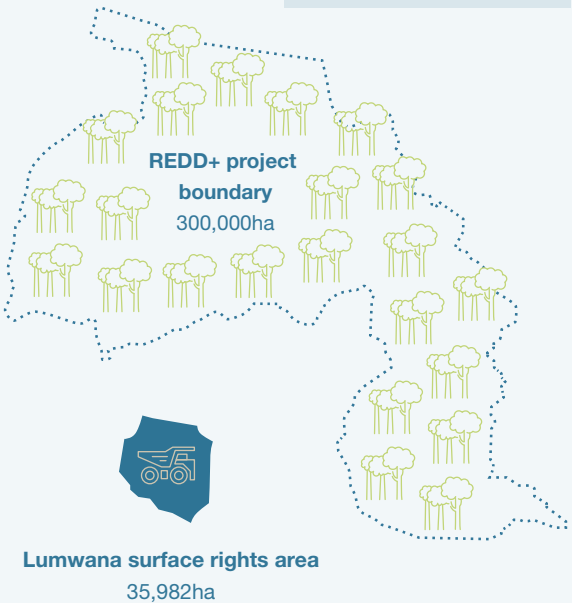 REDD+ project
boundary
300,000ha
Lumwana surface rights area
35,982ha